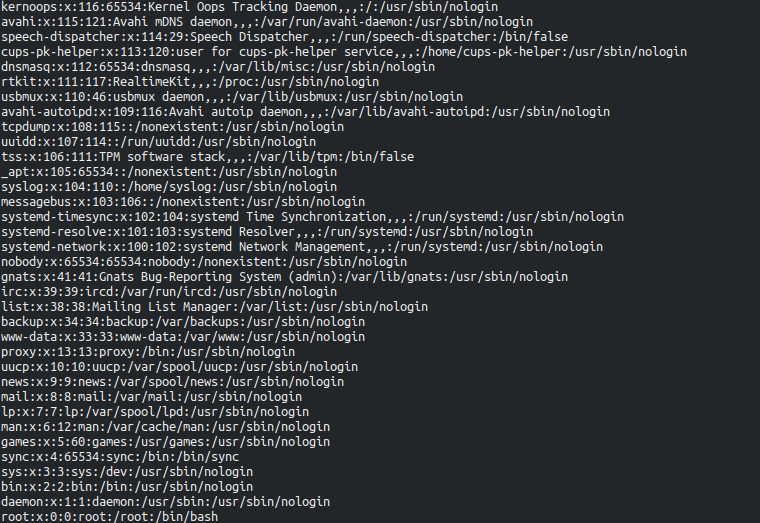 kernoops:x:116:65534:Kernel Oops Tracking Daemon,,,:/:/usr/sbin/nologin
avahi:x:115:121:Avahi mDNS daemon,,,:/var/run/avahi-daemon:/usr/sbin/nologin
speech-dispatcher:x:114:29:Speech Dispatcher,,,:/run/speech-dispatcher:/bin/false
cups-pk-helper:x:113:120:user for cups-pk-helper service,,,:/home/cups-pk-helper:/usr/sbin/nologin
dnsmasq:x:112:65534:dnsmasq,,,:/var/lib/misc:/usr/sbin/nologin
rtkit:x:111:117:RealtimeKit,,,:/proc:/usr/sbin/nologin
usbmux:x:110:46:usbmux daemon,,,:/var/lib/usbmux:/usr/sbin/nologin
avahi-autoipd:x:109:116:Avahi autoip daemon,,,:/var/lib/avahi-autoipd:/usr/sbin/nologin
tcpdump:x:108:115::/nonexistent:/usr/sbin/nologin
uuidd:x:107:114::/run/uuidd:/usr/sbin/nologin
tss:x:106:111:TPM software stack,,,:/var/lib/tpm:/bin/false
_apt:x:105:65534::/nonexistent:/usr/sbin/nologin
syslog:x:104:110::/home/syslog:/usr/sbin/nologin
messagebus:x:103:106::/nonexistent:/usr/sbin/nologin
systemd-timesync:x:102:104:systemd Time Synchronization,,,:/run/systemd:/usr/sbin/nologin
systemd-resolve:x:101:103:systemd Resolver,,,:/run/systemd:/usr/sbin/nologin
systemd-network:x:100:102:systemd Network Management,,,:/run/systemd:/usr/sbin/nologin
nobody:x:65534:65534:nobody:/nonexistent:/usr/sbin/nologin
gnats:x:41:41:Gnats Bug-Reporting System (admin):/var/lib/gnats:/usr/sbin/nologin
irc:x:39:39:ircd:/var/run/ircd:/usr/sbin/nologin
list:x:38:38:Mailing List Manager:/var/list:/usr/sbin/nologin
backup:x:34:34:backup:/var/backups:/usr/sbin/nologin
www-data:x:33:33:www-data:/var/www:/usr/sbin/nologin
proxy:x:13:13:proxy:/bin:/usr/sbin/nologin
uucp:x:10:10:uucp:/var/spool/uucp:/usr/sbin/nologin
news:x:9:9:news:/var/spool/news:/usr/sbin/nologin
mail:x:8:8:mail:/var/mail:/usr/sbin/nologin
lp:x:7:7:lp:/var/spool/lpd:/usr/sbin/nologin
man:x:6:12:man:/var/cache/man:/usr/sbin/nologin
games:x:5:60:games:/usr/games:/usr/sbin/nologin
sync:x:4:65534:sync:/bin:/bin/sync
sys:x:3:3:sys:/dev:/usr/sbin/nologin
bin:x:2:2:bin:/bin:/usr/sbin/nologin
daemon:x:1:1:daemon:/usr/sbin:/usr/sbin/nologin
root:x:0:0:root:/root:/bin/bash